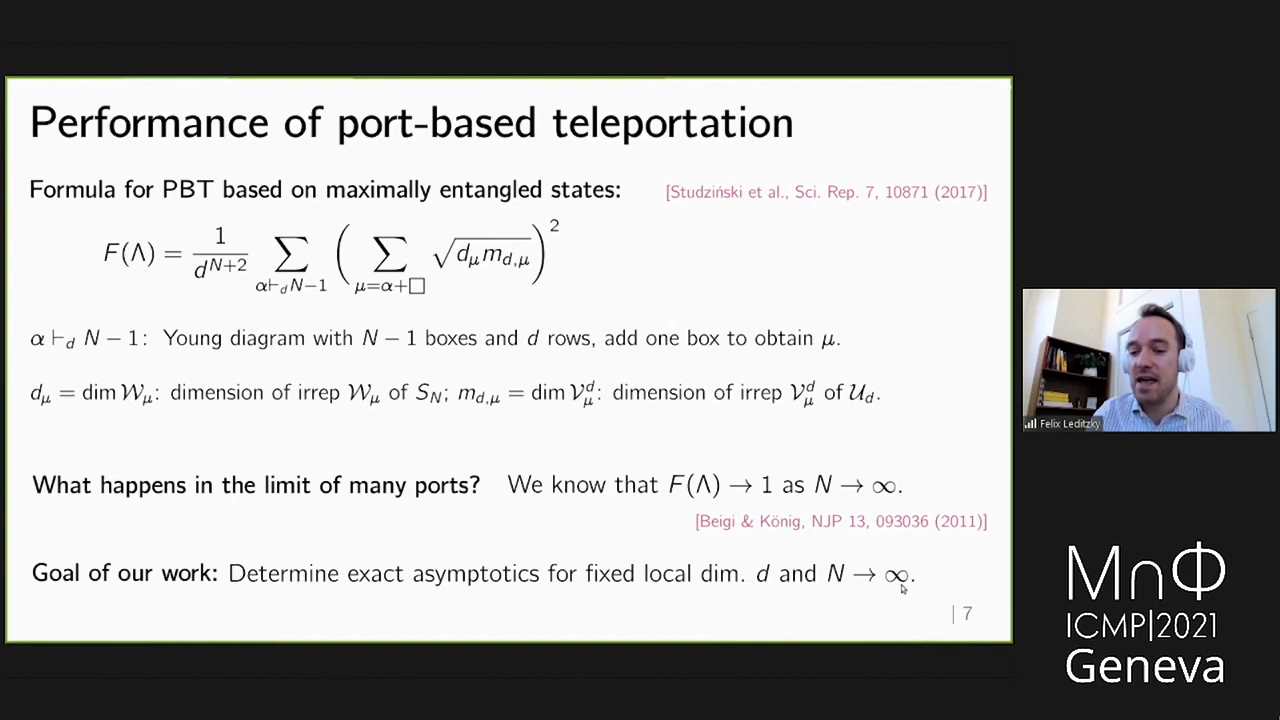 Performance of port-based teleportation
Formula for PBT based on maximally entangled states: [Studziński et al., Sci. Rep. 7, 10871 (2017)]
F(Λ) = 1/d^{N+2} ∑_{α⊢_d N−1} ( ∑_{μ=α+□} √(d_μ m_{d,μ}) )^2
α ⊢_d N − 1: Young diagram with N − 1 boxes and d rows, add one box to obtain μ.
d_μ = dim 𝒲_μ: dimension of irrep 𝒲_μ of S_N; m_{d,μ} = dim 𝒱_μ^d: dimension of irrep 𝒱_μ^d of 𝒰_d.
What happens in the limit of many ports? We know that F(Λ) → 1 as N → ∞.
[Beigi & König, NJP 13, 093036 (2011)]
Goal of our work: Determine exact asymptotics for fixed local dim. d and N → ∞.
| 7
Felix Leditzky
M∩Φ
ICMP|2021
Geneva